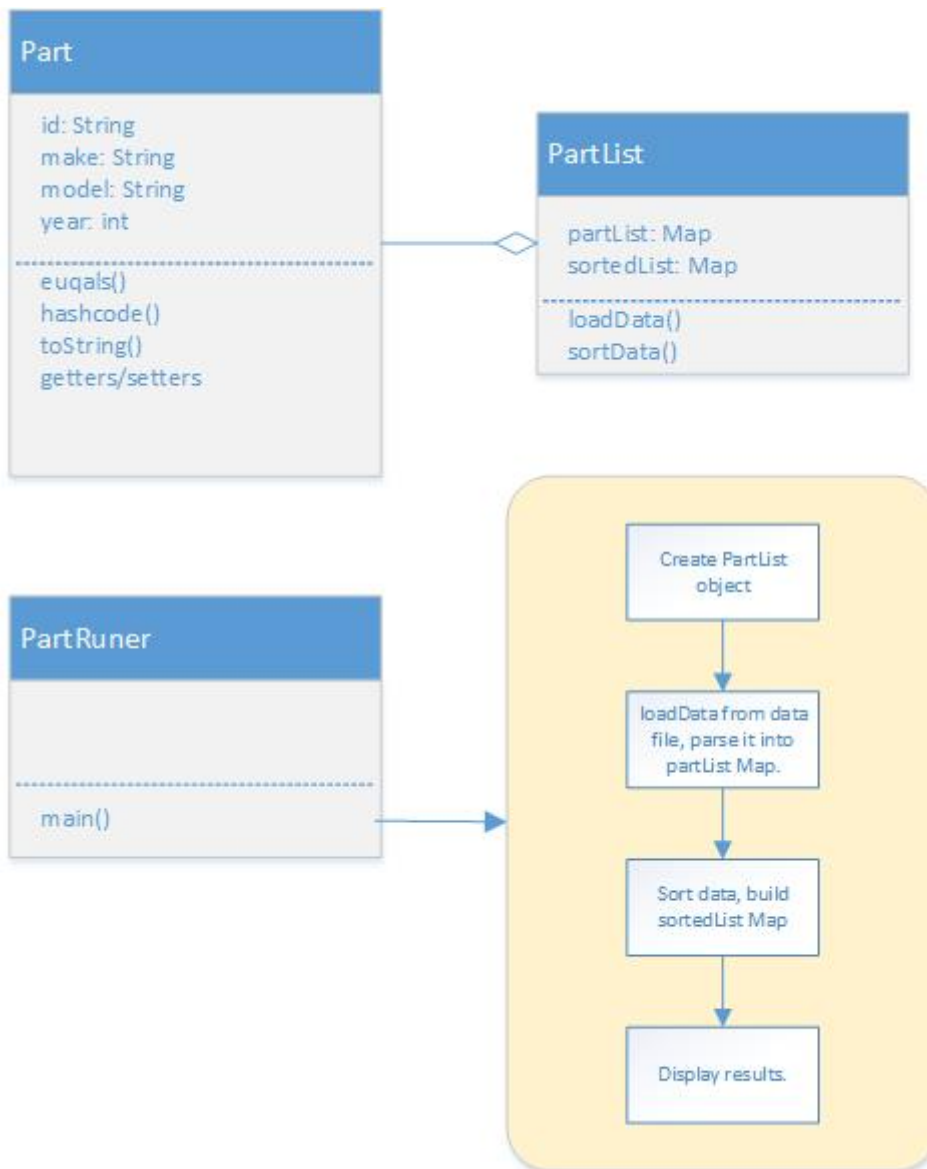 Part
id: String
make: String
model: String
year: int
euqals()
hashcode()
toString()
getters/setters
PartList
partList: Map
sortedList: Map
loadData()
sortData()
PartRuner
main()
Create PartList
object
loadData from data
file, parse it into
partList Map.
Sort data, build
sortedList Map
Display results.